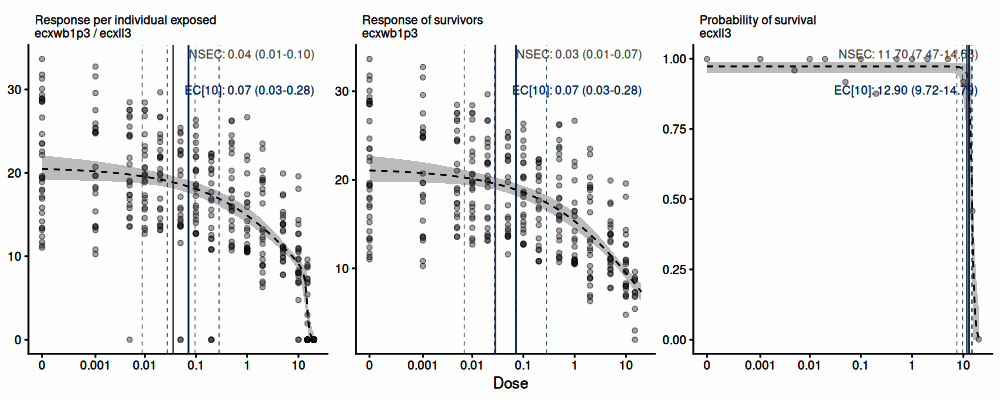 Response per individual exposed
ecxwb1p3 / ecxll3
NSEC: 0.04 (0.01-0.10)
EC[10]: 0.07 (0.03-0.28)
30
20
10
0
0
0.001
0.01
0.1
1
10
Response of survivors
ecxwb1p3
NSEC: 0.03 (0.01-0.07)
EC[10]: 0.07 (0.03-0.28)
30
20
10
0
0.001
0.01
0.1
1
10
Dose
Probability of survival
ecxll3
NSEC: 11.70 (7.47-
EC[10]: 12.90 (9.72-
1.00
0.75
0.50
0.25
0.00
0
0.001
0.01
0.1
1
10